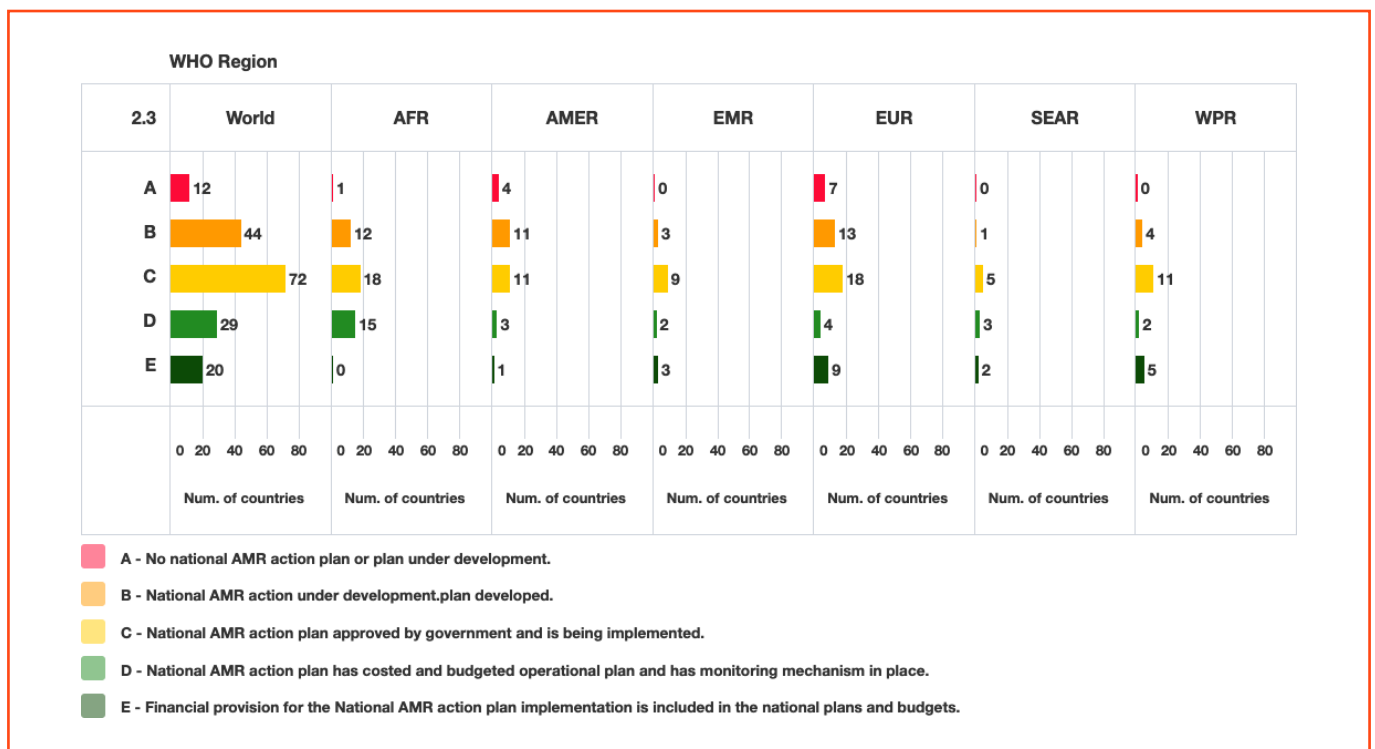 WHO Region
2.3 World AFR AMER EMR EUR SEAR WPR
A 12 1 4 0 7 0 0
B 44 12 11 3 13 1 4
C 72 18 11 9 18 5 11
D 29 15 3 2 4 3 2
E 20 0 1 3 9 2 5
0 20 40 60 80 0 20 40 60 80 0 20 40 60 80 0 20 40 60 80 0 20 40 60 80 0 20 40 60 80 0 20 40 60 80
Num. of countries Num. of countries Num. of countries Num. of countries Num. of countries Num. of countries Num. of countries
A - No national AMR action plan or plan under development.
B - National AMR action under development.plan developed.
C - National AMR action plan approved by government and is being implemented.
D - National AMR action plan has costed and budgeted operational plan and has monitoring mechanism in place.
E - Financial provision for the National AMR action plan implementation is included in the national plans and budgets.